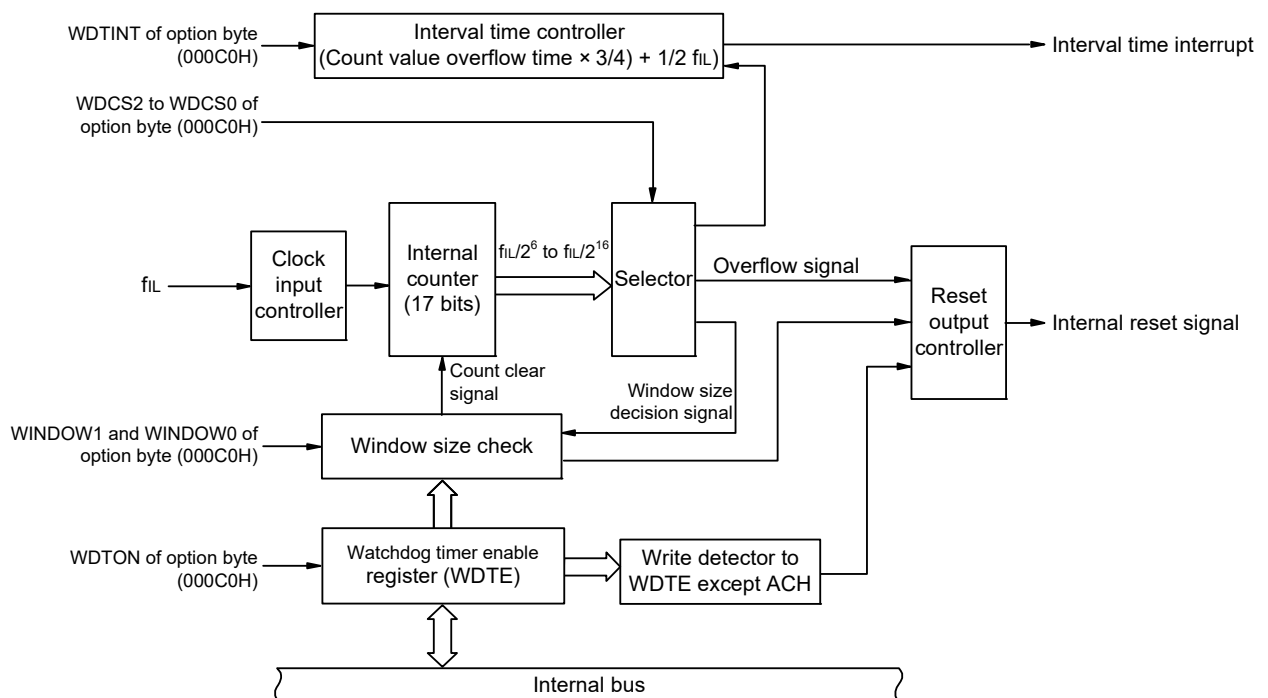 WDTINT of option byte
(000C0H)
Interval time controller
(Count value overflow time × 3/4) + 1/2 fIL)
Interval time interrupt
WDCS2 to WDCS0 of
option byte (000C0H)
fIL
Clock
input
controller
Internal
counter
(17 bits)
fIL/2⁶ to fIL/2¹⁶
Selector
Overflow signal
Reset
output
controller
Internal reset signal
Count clear
signal
Window size
decision signal
WINDOW1 and WINDOW0 of
option byte (000C0H)
Window size check
WDTON of option byte
(000C0H)
Watchdog timer enable
register (WDTE)
Write detector to
WDTE except ACH
Internal bus